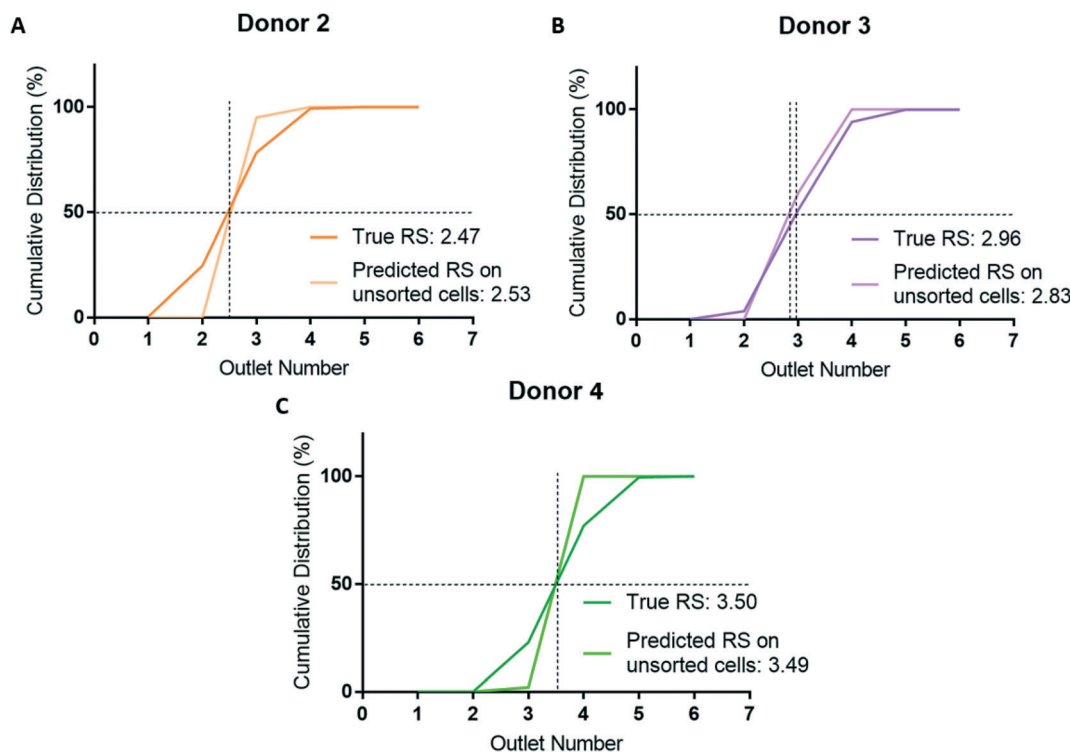 A
Donor 2
Cumulative Distribution (%)
100
50
0
True RS: 2.47
Predicted RS on
unsorted cells: 2.53
0 1 2 3 4 5 6 7
Outlet Number
B
Donor 3
Cumulative Distribution (%)
100
50
0
True RS: 2.96
Predicted RS on
unsorted cells: 2.83
0 1 2 3 4 5 6 7
Outlet Number
C
Donor 4
Cumulative Distribution (%)
100
50
0
True RS: 3.50
Predicted RS on
unsorted cells: 3.49
0 1 2 3 4 5 6 7
Outlet Number